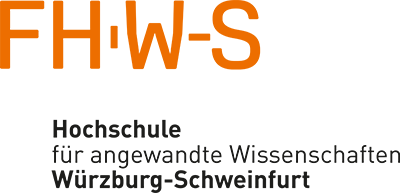 FH·W-S
Hochschule
für angewandte Wissenschaften
Würzburg-Schweinfurt